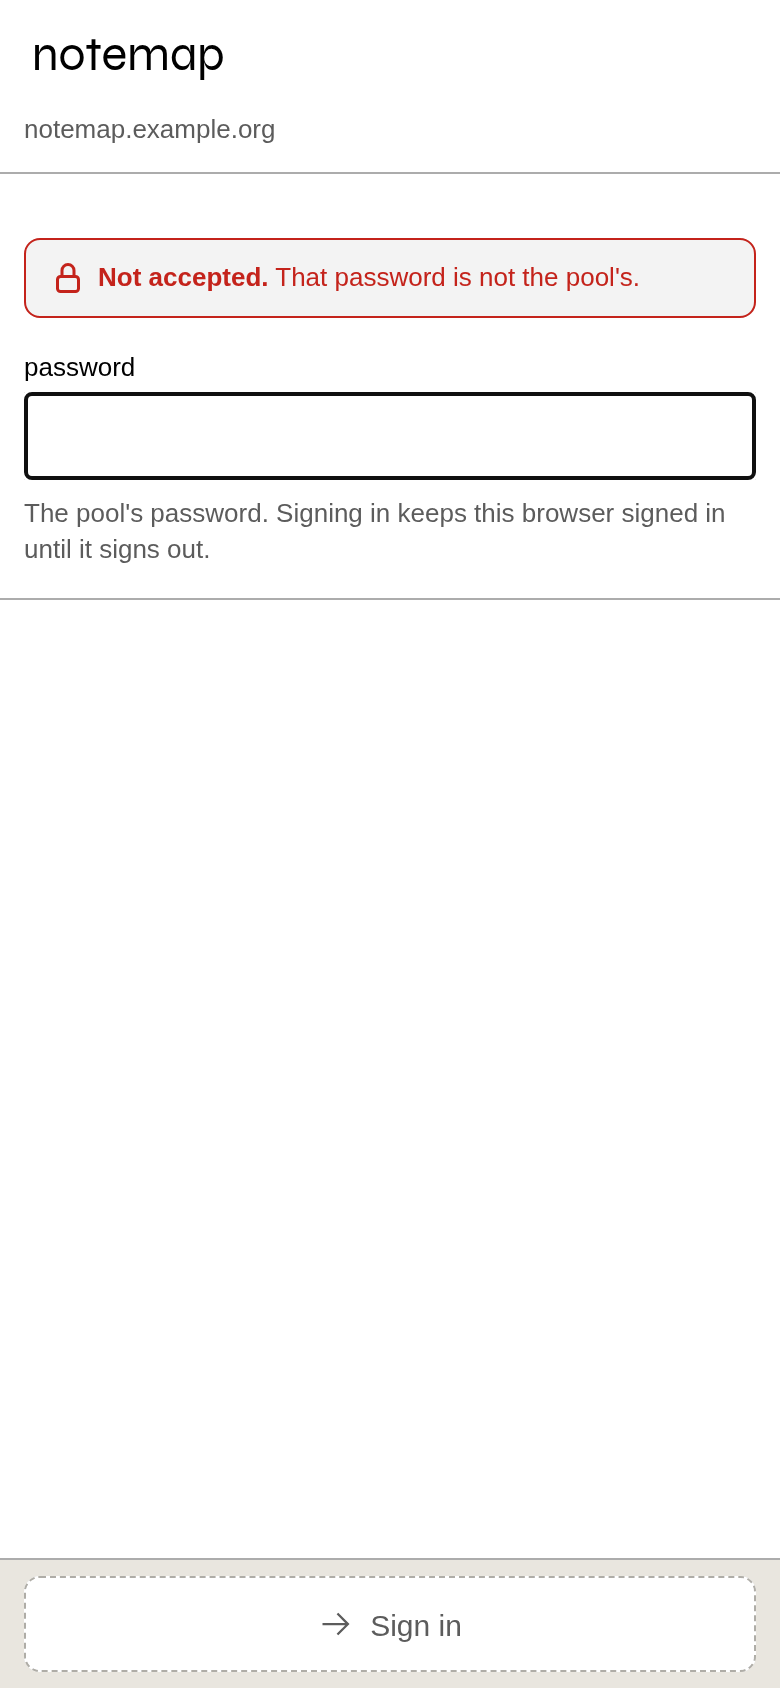 notemap
notemap.example.org
Not accepted. That password is not the pool's.
password
The pool's password. Signing in keeps this browser signed in
until it signs out.
Sign in